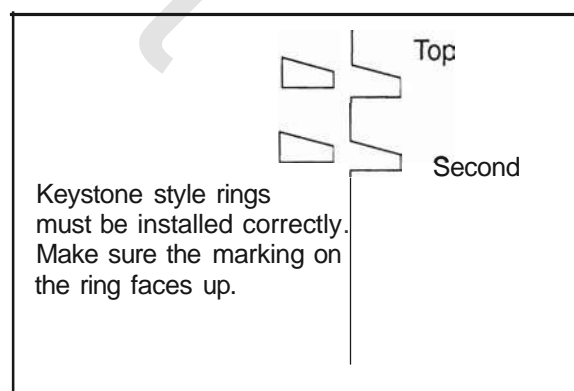 Top
Second
Keystone style rings
must be installed correctly.
Make sure the marking on
the ring faces up.